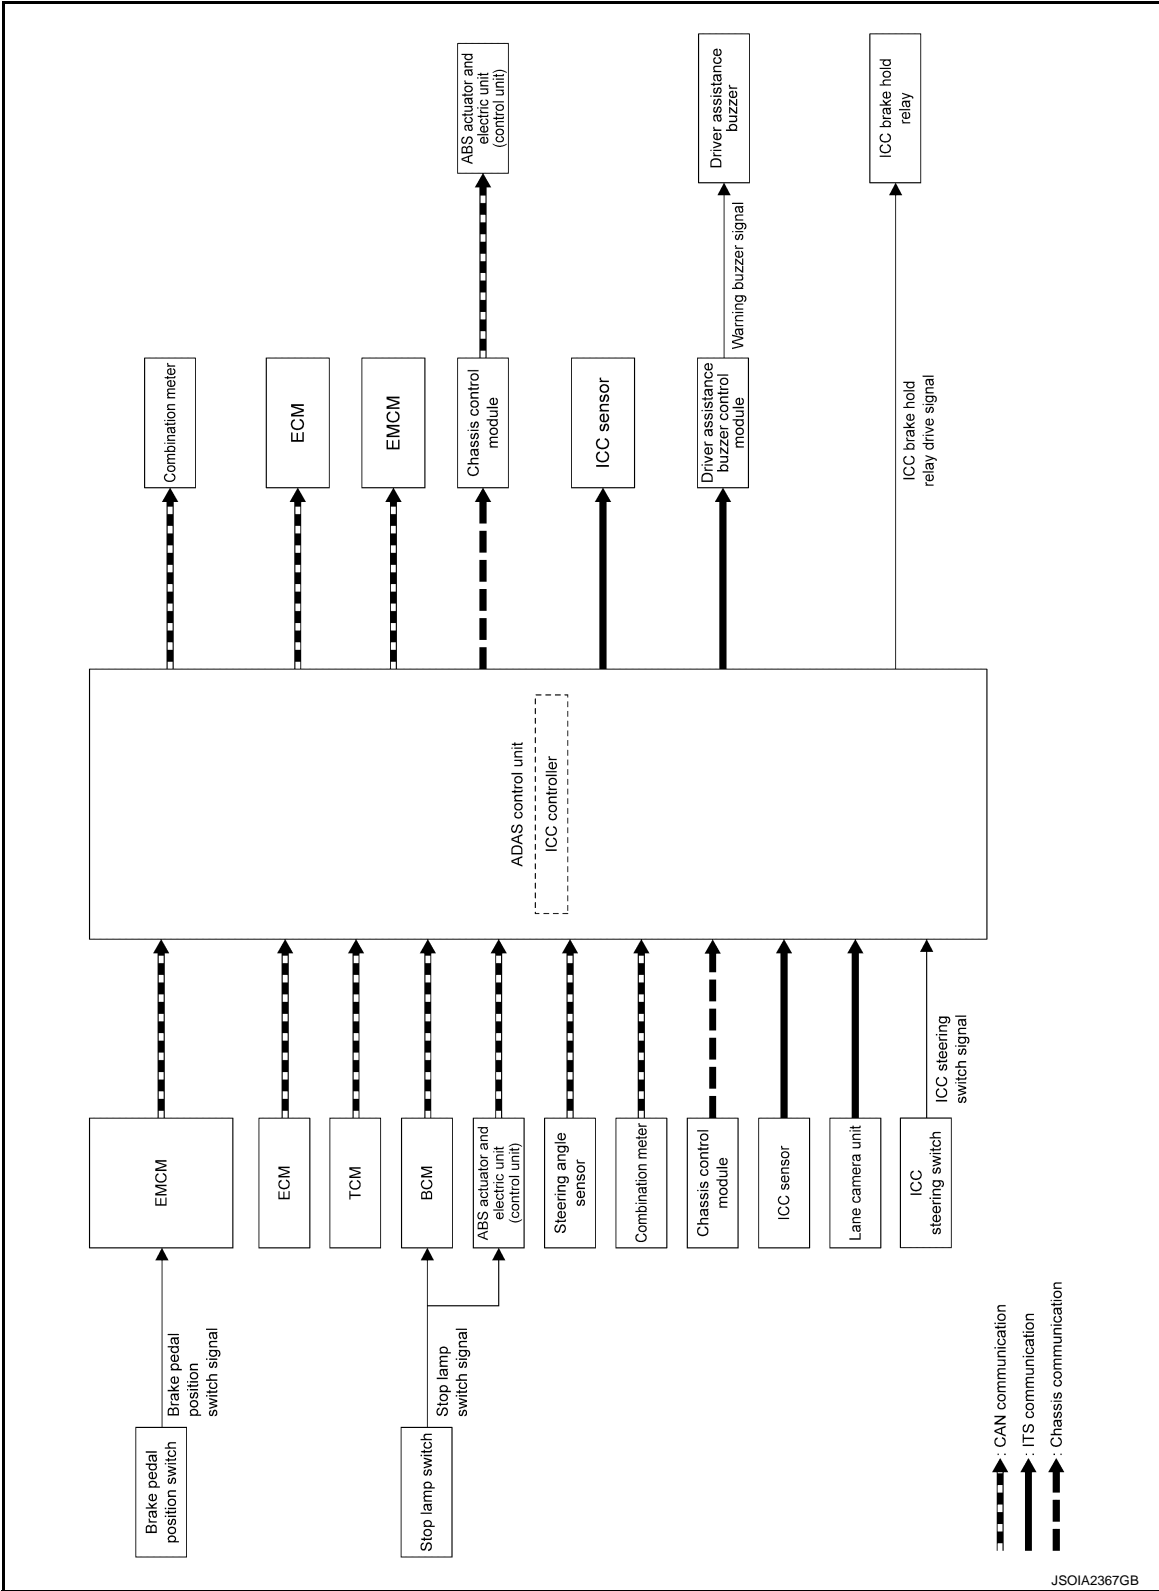 Brake pedal
position switch
Brake pedal
position
switch signal
Stop lamp switch
Stop lamp
switch signal
EMCM
ECM
TCM
BCM
ABS actuator and
electric unit
(control unit)
Steering angle
sensor
Combination meter
Chassis control
module
ICC sensor
Lane camera unit
ICC
steering switch
ICC steering
switch signal
ADAS control unit
ICC controller
Combination meter
ECM
EMCM
Chassis control
module
ABS actuator and
electric unit
(control unit)
ICC sensor
Driver assistance
buzzer control
module
Warning buzzer signal
Driver assistance
buzzer
ICC brake hold
relay drive signal
ICC brake hold
relay
: CAN communication
: ITS communication
: Chassis communication
JSOIA2367GB